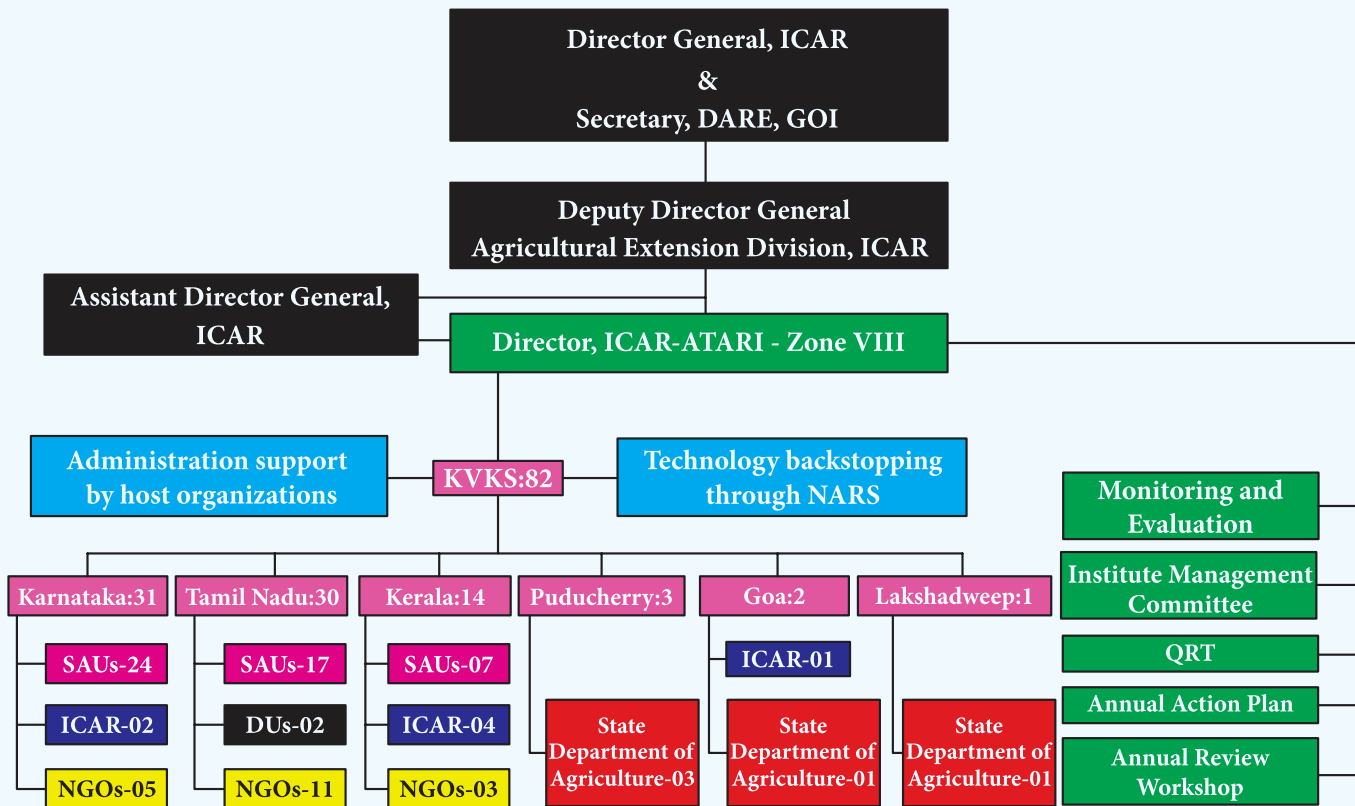 Director General, ICAR
&
Secretary, DARE, GOI
Deputy Director General
Agricultural Extension Division, ICAR
Assistant Director General,
ICAR
Director, ICAR-ATARI - Zone VIII
Administration support
by host organizations
KVKS:82
Technology backstopping
through NARS
Karnataka:31
Tamil Nadu:30
Kerala:14
Puducherry:3
Goa:2
Lakshadweep:1
SAUs-24
ICAR-02
NGOs-05
SAUs-17
DUs-02
NGOs-11
SAUs-07
ICAR-04
NGOs-03
State
Department of
Agriculture-03
ICAR-01
State
Department of
Agriculture-01
State
Department of
Agriculture-01
Monitoring and
Evaluation
Institute Management
Committee
QRT
Annual Action Plan
Annual Review
Workshop